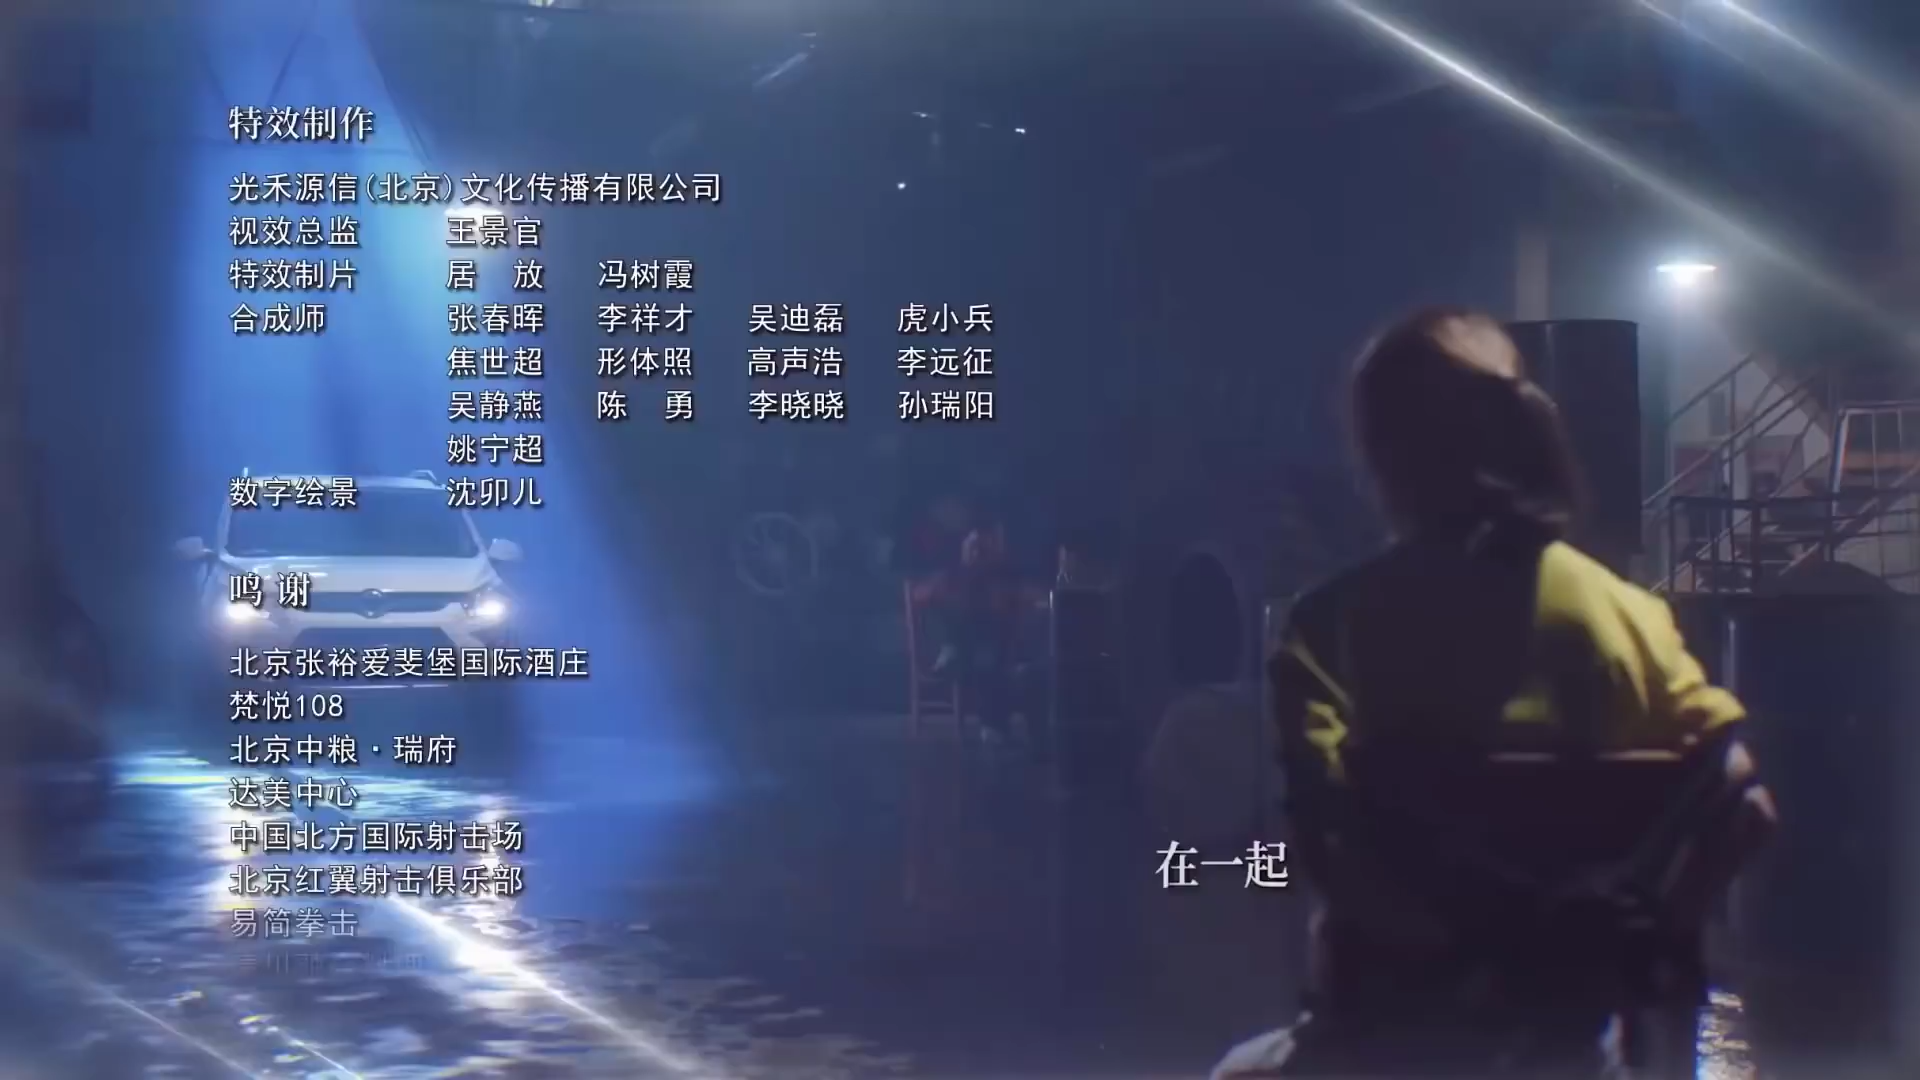 特效制作
光禾源信(北京)文化传播有限公司
视效总监 王景官
特效制片 居 放 冯树霞
合成师 张春晖 李祥才 吴迪磊 虎小兵
焦世超 形体照 高声浩 李远征
吴静燕 陈 勇 李晓晓 孙瑞阳
姚宁超
数字绘景 沈卯儿
鸣 谢
北京张裕爱斐堡国际酒庄
梵悦108
北京中粮·瑞府
达美中心
中国北方国际射击场
北京红翼射击俱乐部
易简拳击
在一起